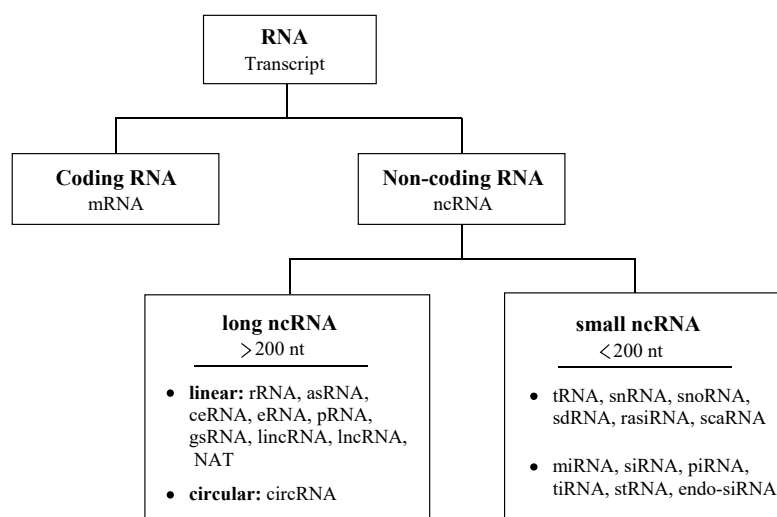 RNA
Transcript
Coding RNA
mRNA
Non-coding RNA
ncRNA
long ncRNA
>200 nt
• linear: rRNA, asRNA,
ceRNA, eRNA, pRNA,
gsRNA, lincRNA, lncRNA,
NAT
• circular: circRNA
small ncRNA
<200 nt
• tRNA, snRNA, snoRNA,
sdRNA, rasiRNA, scaRNA
• miRNA, siRNA, piRNA,
tiRNA, stRNA, endo-siRNA